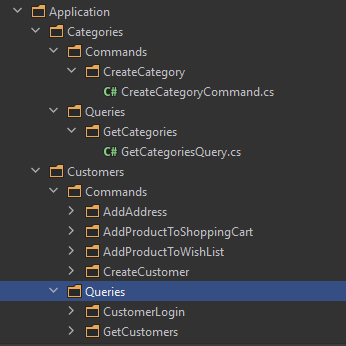 Application
Categories
Commands
CreateCategory
C# CreateCategoryCommand.cs
Queries
GetCategories
C# GetCategoriesQuery.cs
Customers
Commands
AddAddress
AddProductToShoppingCart
AddProductToWishList
CreateCustomer
Queries
CustomerLogin
GetCustomers